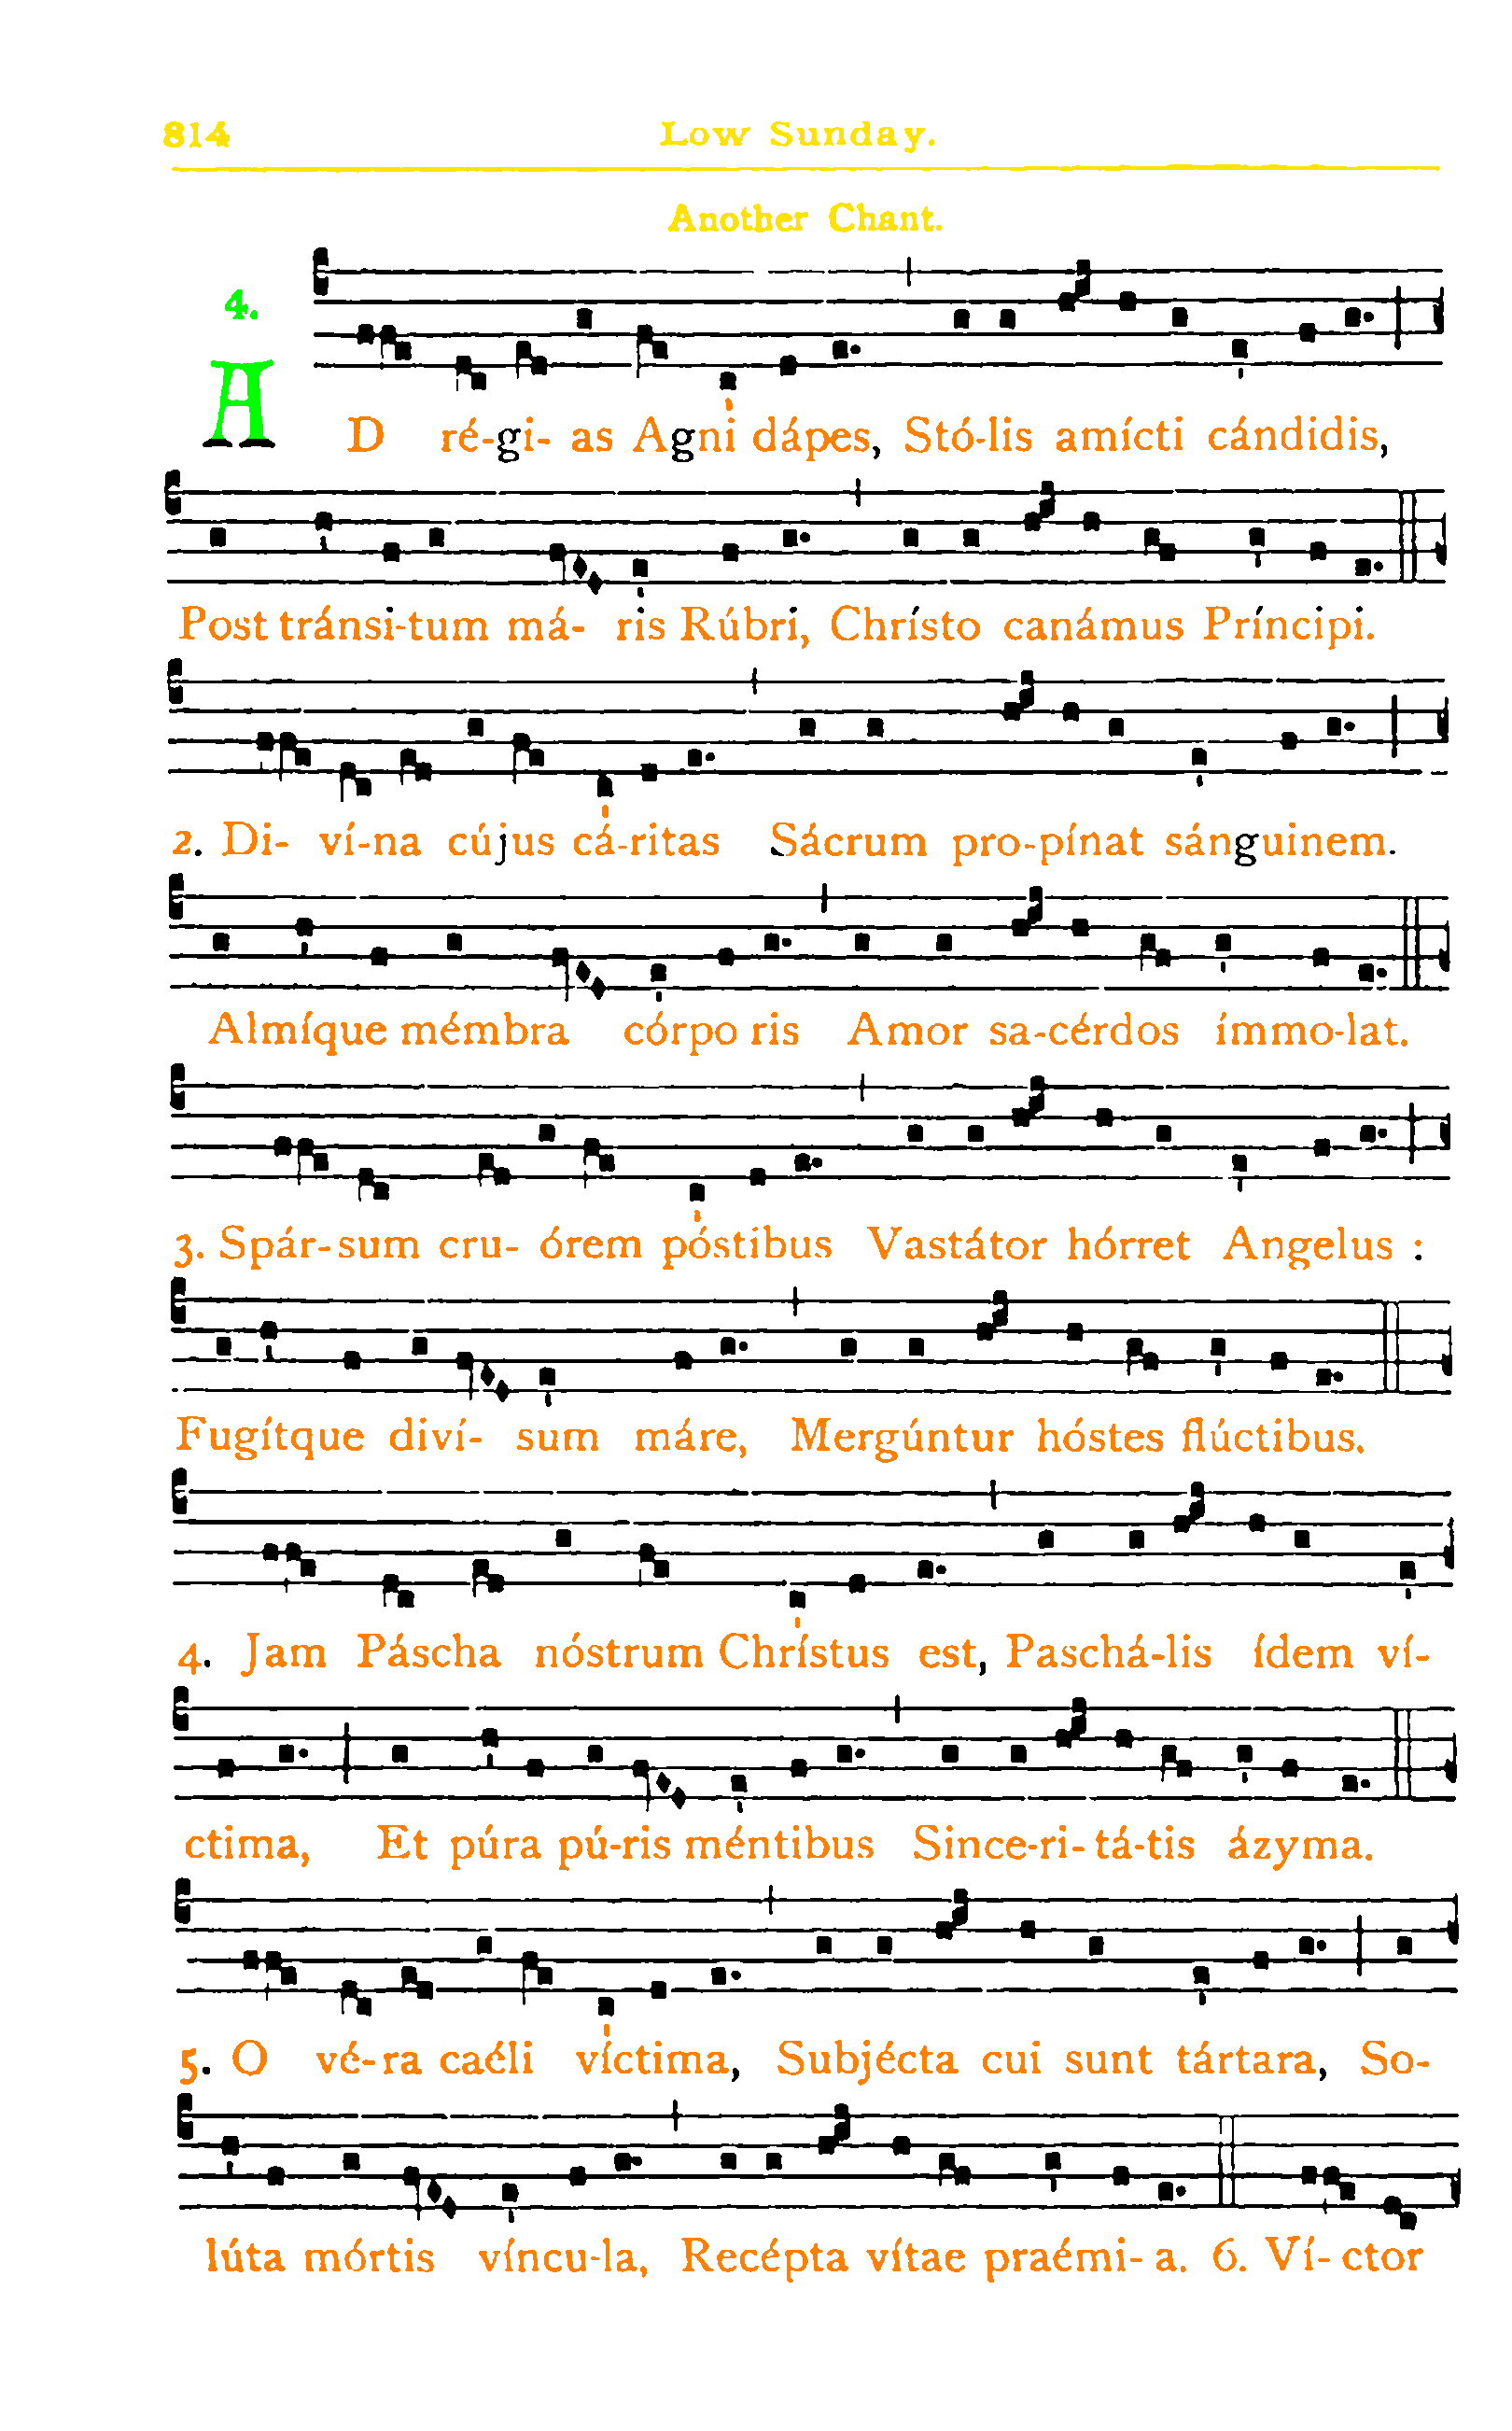 814 Low Sunday.
Another Chant.
4.
AD ré-gi- as Agni dápes, Stó-lis amícti cándidis,
Post tránsi-tum má- ris Rúbri, Chrísto canámus Príncipi.
2. Di- ví-na cújus cá-ritas Sácrum pro-pínat sánguinem.
Almíque mémbra córpo ris Amor sa-cérdos ímmo-lat.
3. Spár-sum cru- órem póstibus Vastátor hórret Angelus :
Fugítque diví- sum máre, Mergúntur hóstes flúctibus.
4. Jam Páscha nóstrum Chrístus est, Paschá-lis ídem ví-
ctima, Et púra pú-ris méntibus Since-ri-tá-tis ázyma.
5. O vé-ra caéli víctima, Subjécta cui sunt tártara, So-
lúta mórtis víncu-la, Recépta vítae praémi- a. 6. Ví- ctor